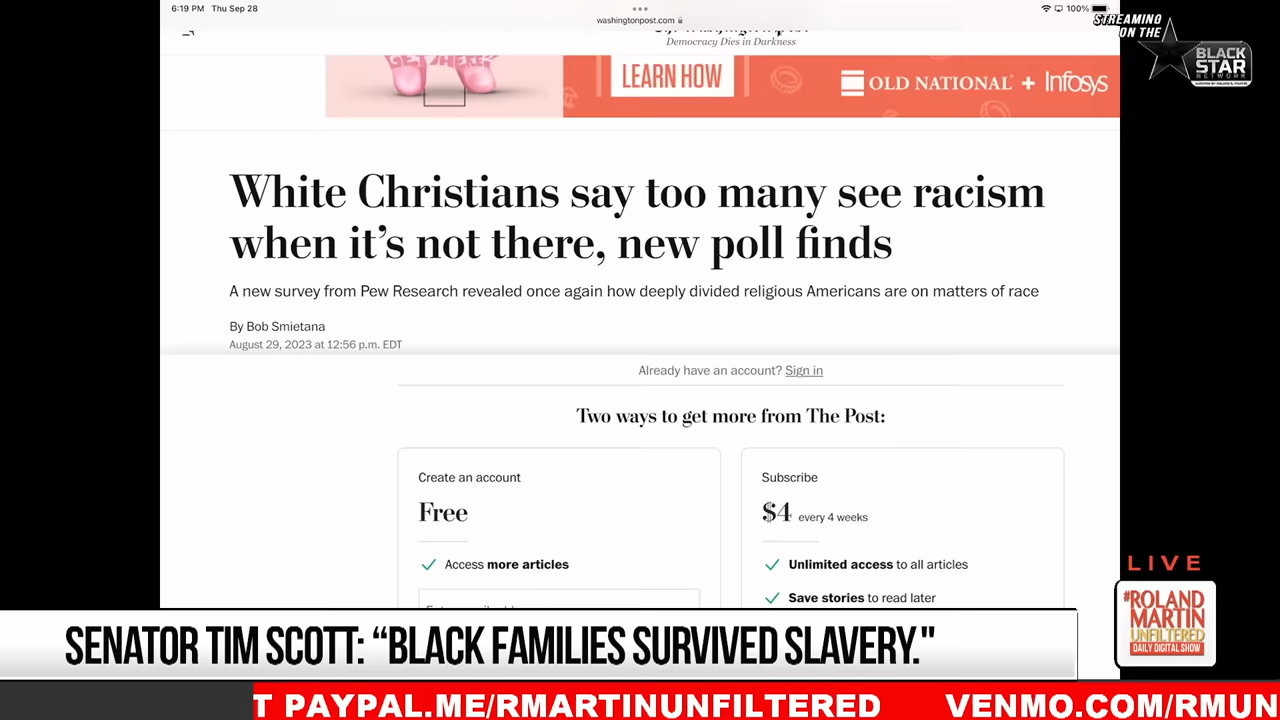 6:19 PM Thu Sep 28
washingtonpost.com
100%
STREAMING
ON THE
BLACK
STAR
NETWORK
Democracy Dies in Darkness
GET THERE?
LEARN HOW
OLD NATIONAL + Infosys
White Christians say too many see racism
when it's not there, new poll finds
A new survey from Pew Research revealed once again how deeply divided religious Americans are on matters of race
By Bob Smietana
August 29, 2023 at 12:56 p.m. EDT
Already have an account? Sign in
Two ways to get more from The Post:
Create an account
Free
Access more articles
Subscribe
$4 every 4 weeks
Unlimited access to all articles
Save stories to read later
LIVE
#ROLAND
MARTIN
UNFILTERED
DAILY DIGITAL SHOW
SENATOR TIM SCOTT: “BLACK FAMILIES SURVIVED SLAVERY."
T PAYPAL.ME/RMARTINUNFILTERED VENMO.COM/RMUN